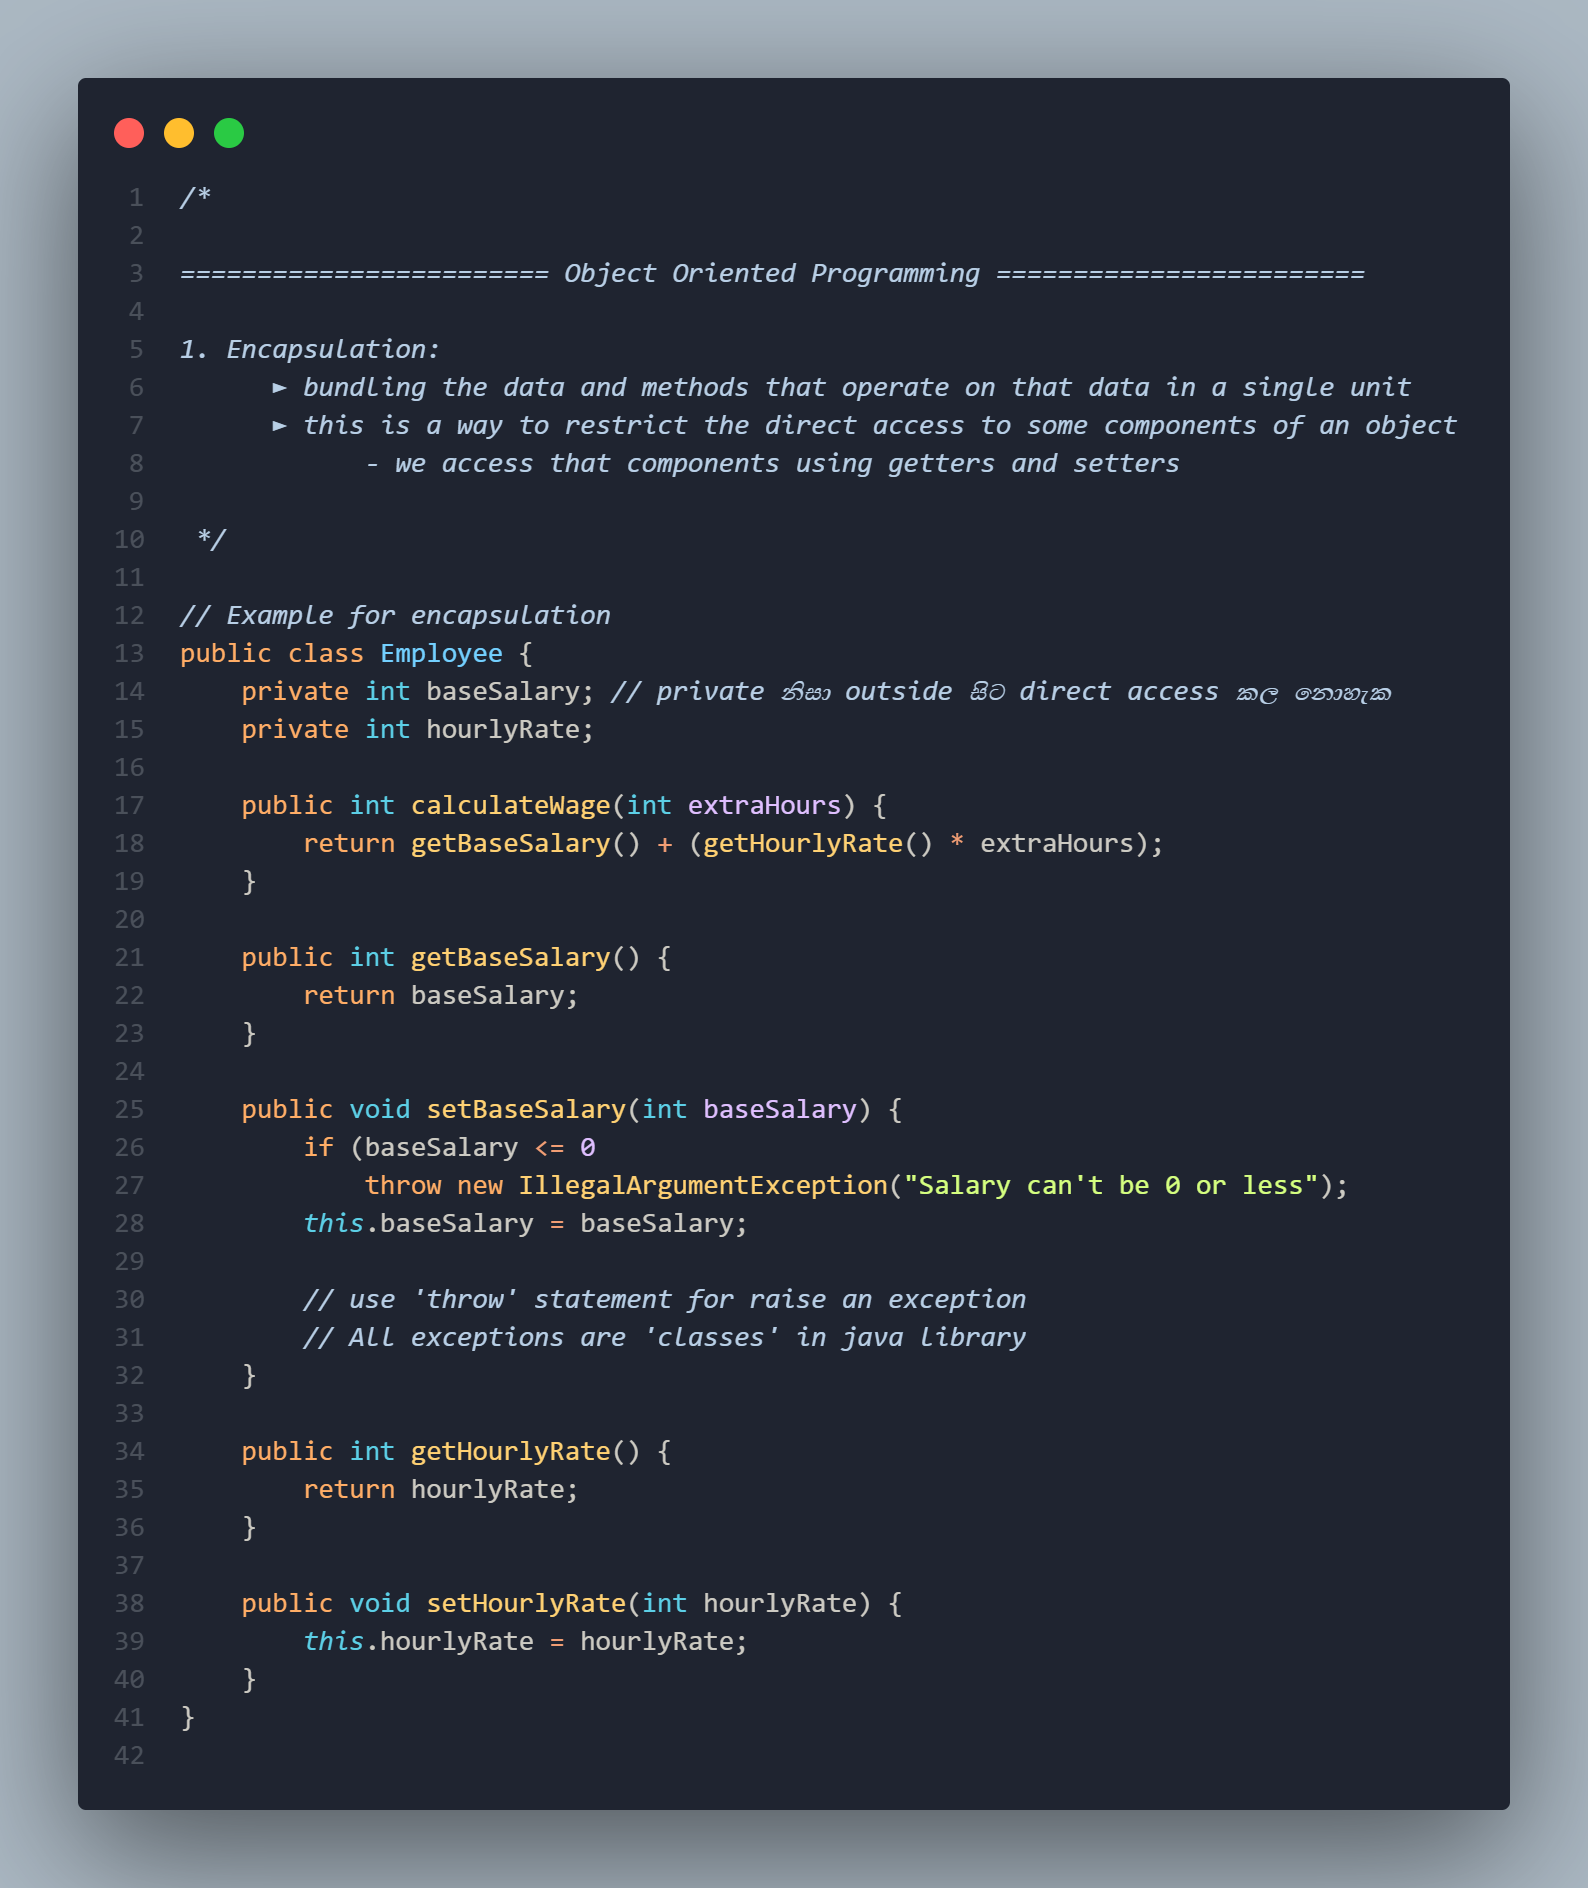 1 /*
2
3 ======================== Object Oriented Programming ========================
4
5 1. Encapsulation:
6       ► bundling the data and methods that operate on that data in a single unit
7       ► this is a way to restrict the direct access to some components of an object
8             - we access that components using getters and setters
9
10  */
11
12 // Example for encapsulation
13 public class Employee {
14     private int baseSalary; // private නිසා outside සිට direct access කල නොහැක
15     private int hourlyRate;
16
17     public int calculateWage(int extraHours) {
18         return getBaseSalary() + (getHourlyRate() * extraHours);
19     }
20
21     public int getBaseSalary() {
22         return baseSalary;
23     }
24
25     public void setBaseSalary(int baseSalary) {
26         if (baseSalary <= 0
27             throw new IllegalArgumentException("Salary can't be 0 or less");
28         this.baseSalary = baseSalary;
29
30         // use 'throw' statement for raise an exception
31         // All exceptions are 'classes' in java library
32     }
33
34     public int getHourlyRate() {
35         return hourlyRate;
36     }
37
38     public void setHourlyRate(int hourlyRate) {
39         this.hourlyRate = hourlyRate;
40     }
41 }
42